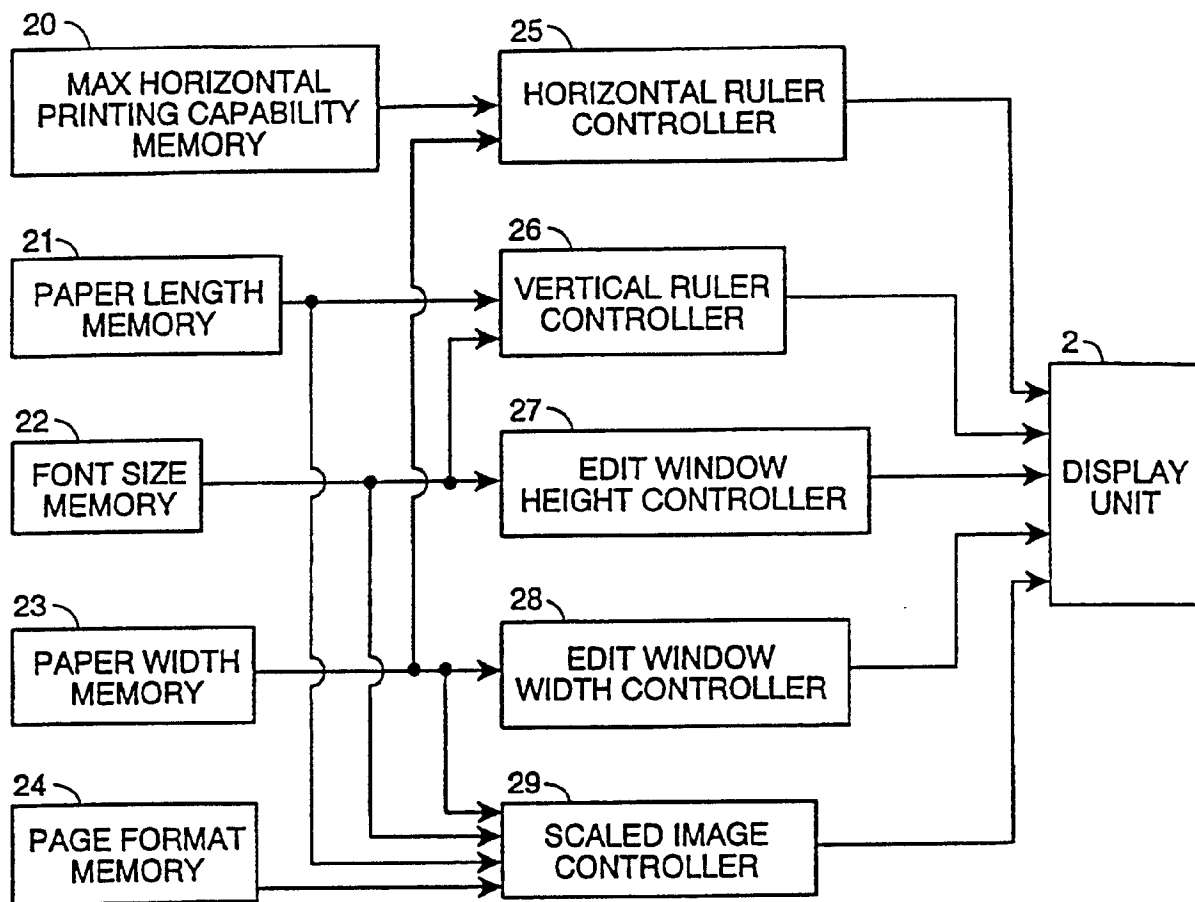 20
MAX HORIZONTAL
PRINTING CAPABILITY
MEMORY
25
HORIZONTAL RULER
CONTROLLER
21
PAPER LENGTH
MEMORY
26
VERTICAL RULER
CONTROLLER
2
DISPLAY
UNIT
22
FONT SIZE
MEMORY
27
EDIT WINDOW
HEIGHT CONTROLLER
23
PAPER WIDTH
MEMORY
28
EDIT WINDOW
WIDTH CONTROLLER
24
PAGE FORMAT
MEMORY
29
SCALED IMAGE
CONTROLLER